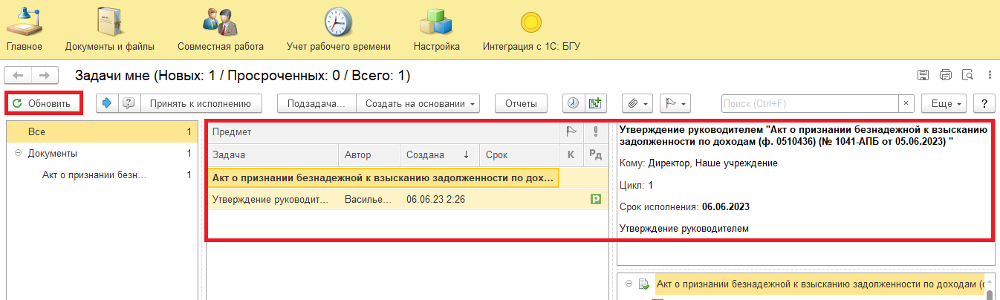 Главное
Документы и файлы
Совместная работа
Учет рабочего времени
Настройка
Интеграция с 1С: БГУ
Задачи мне (Новых: 1 / Просроченных: 0 / Всего: 1)
Обновить
Принять к исполнению
Подзадача...
Создать на основании
Отчеты
Поиск (Ctrl+F)
×
Еще
?
Все 1
Документы 1
Акт о признании безн... 1
Предмет
Задача Автор Создана ↓ Срок К РД
Акт о признании безнадежной к взысканию задолженности по дох...
Утверждение руководит... Василье... 06.06.23 2:26 P
Утверждение руководителем "Акт о признании безнадежной к взысканию
задолженности по доходам (ф. 0510436) (№ 1041-АПБ от 05.06.2023) "
Кому: Директор, Наше учреждение
Цикл: 1
Срок исполнения: 06.06.2023
Утверждение руководителем
Акт о признании безнадежной к взысканию задолженности по доходам (